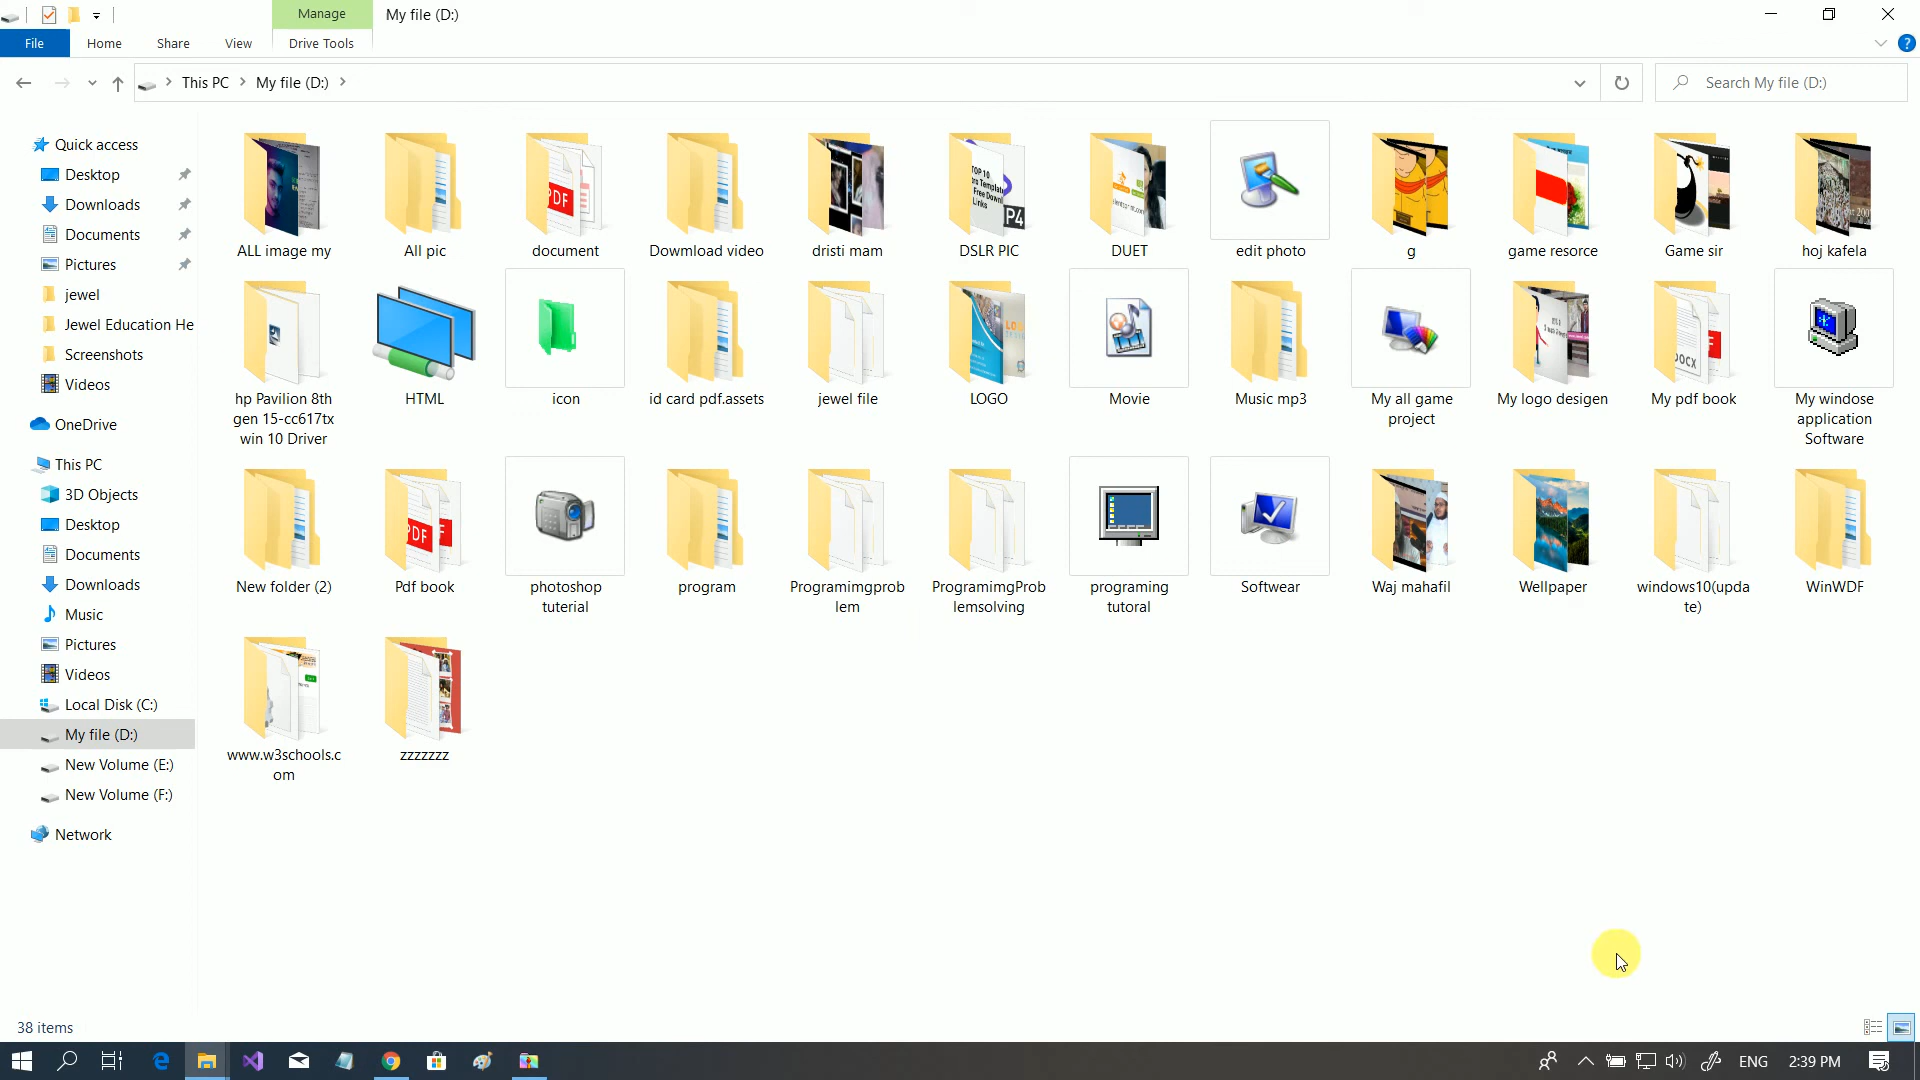 Manage
My file (D:)
File
Home
Share
View
Drive Tools
This PC
My file (D:)
Search My file (D:)
Quick access
Desktop
Downloads
Documents
Pictures
jewel
Jewel Education He
Screenshots
Videos
OneDrive
This PC
3D Objects
Desktop
Documents
Downloads
Music
Pictures
Videos
Local Disk (C:)
My file (D:)
New Volume (E:)
New Volume (F:)
Network
ALL image my
All pic
PDF
document
Dowmload video
dristi mam
TOP 10
Free Downl
Links
P4
DSLR PIC
DUET
edit photo
g
game resorce
Game sir
hoj kafela
hp Pavilion 8th
gen 15-cc617tx
win 10 Driver
HTML
icon
id card pdf.assets
jewel file
LOGO
Movie
Music mp3
My all game
project
My logo desigen
My pdf book
My windose
application
Software
New folder (2)
Pdf book
photoshop
tuterial
program
Programimgprob
lem
ProgramimgProb
lemsolving
programing
tutoral
Softwear
Waj mahafil
Wellpaper
windows10(upda
te)
WinWDF
www.w3schools.c
om
zzzzzzz
38 items
ENG
2:39 PM